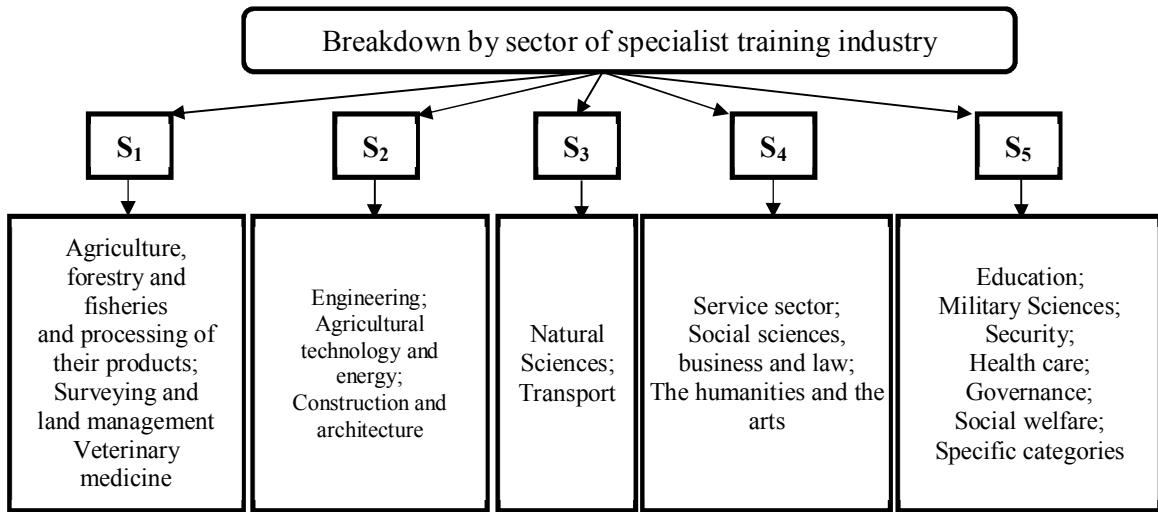 Breakdown by sector of specialist training industry
S₁
S₂
S₃
S₄
S₅
Agriculture,
forestry and
fisheries
and processing of
their products;
Surveying and
land management
Veterinary
medicine
Engineering;
Agricultural
technology and
energy;
Construction and
architecture
Natural
Sciences;
Transport
Service sector;
Social sciences,
business and law;
The humanities and the
arts
Education;
Military Sciences;
Security;
Health care;
Governance;
Social welfare;
Specific categories